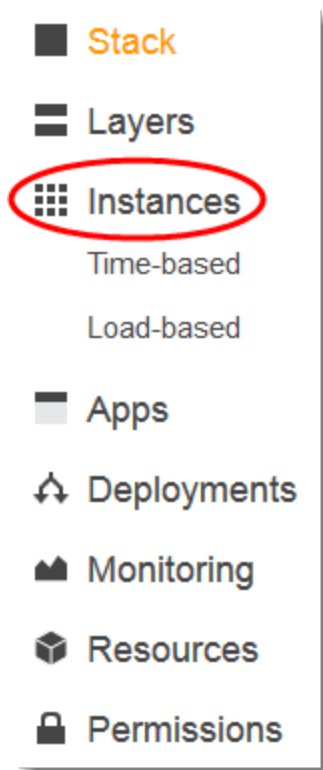 Stack
Layers
Instances
Time-based
Load-based
Apps
Deployments
Monitoring
Resources
Permissions